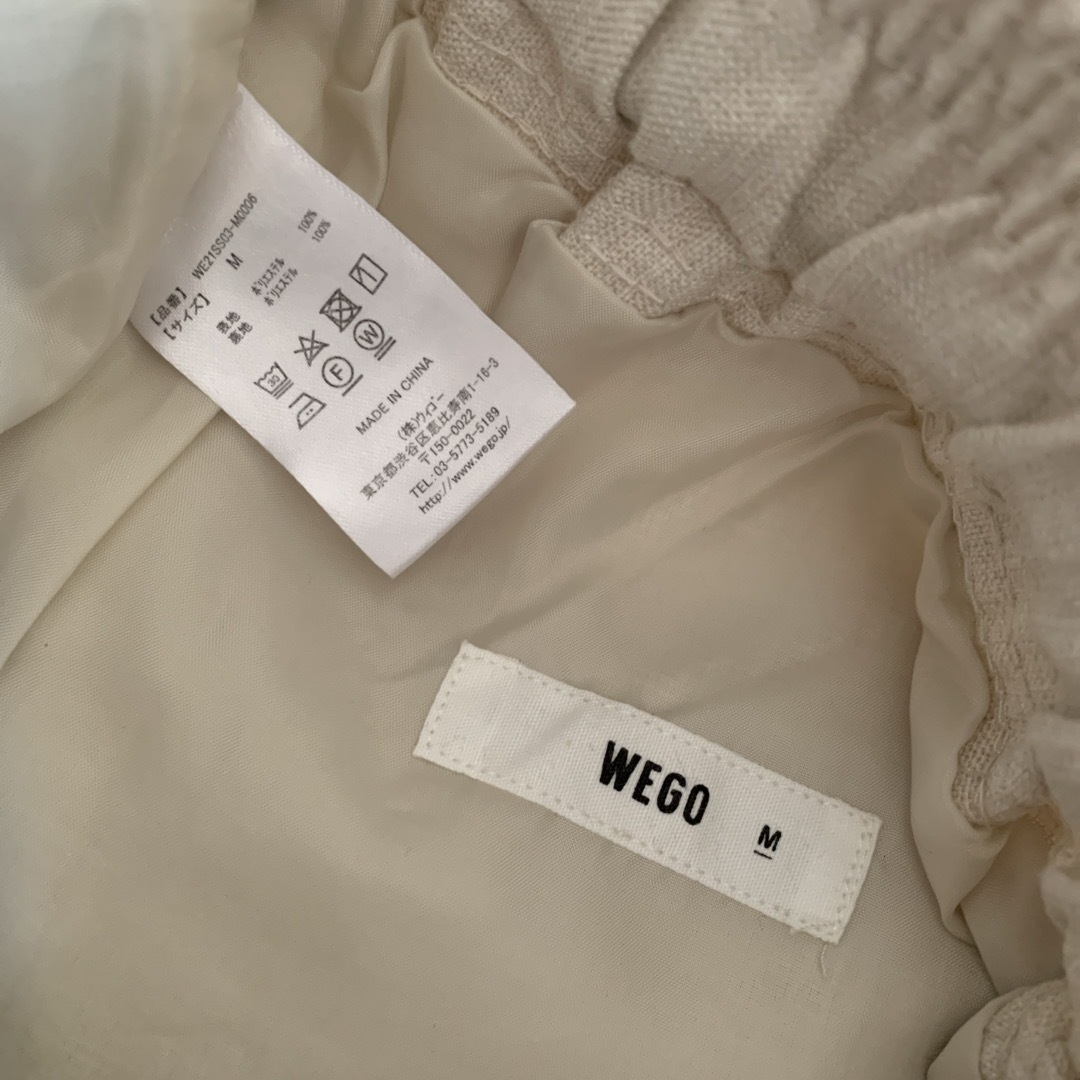 【品番】 WE21SS03-M0006
【サイズ】 M
表地 ポリエステル 100%
裏地 ポリエステル 100%
30
F W
MADE IN CHINA
(株)ウィゴー
東京都渋谷区恵比寿南1-16-3
〒150-0022
TEL:03-5773-5189
http://www.wego.jp/
WEGO M